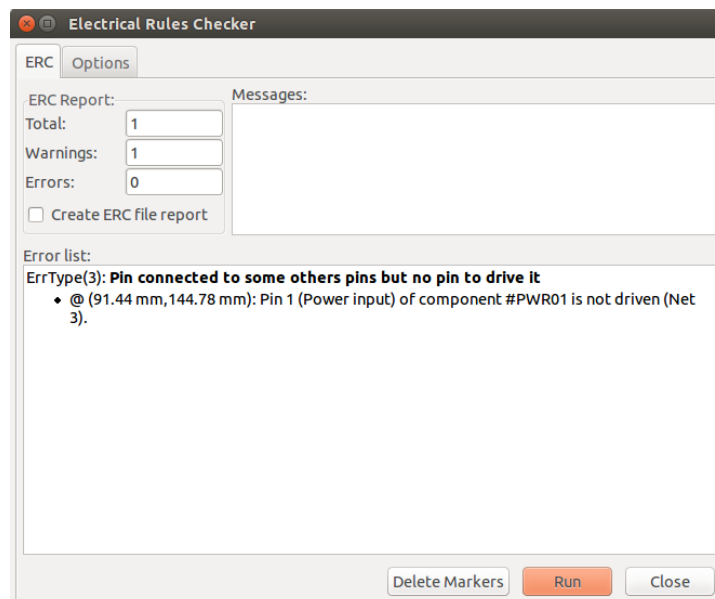 Electrical Rules Checker
ERC Options
ERC Report:
Total: 1
Warnings: 1
Errors: 0
Create ERC file report
Messages:
Error list:
ErrType(3): Pin connected to some others pins but no pin to drive it
• @ (91.44 mm,144.78 mm): Pin 1 (Power input) of component #PWR01 is not driven (Net
3).
Delete Markers Run Close